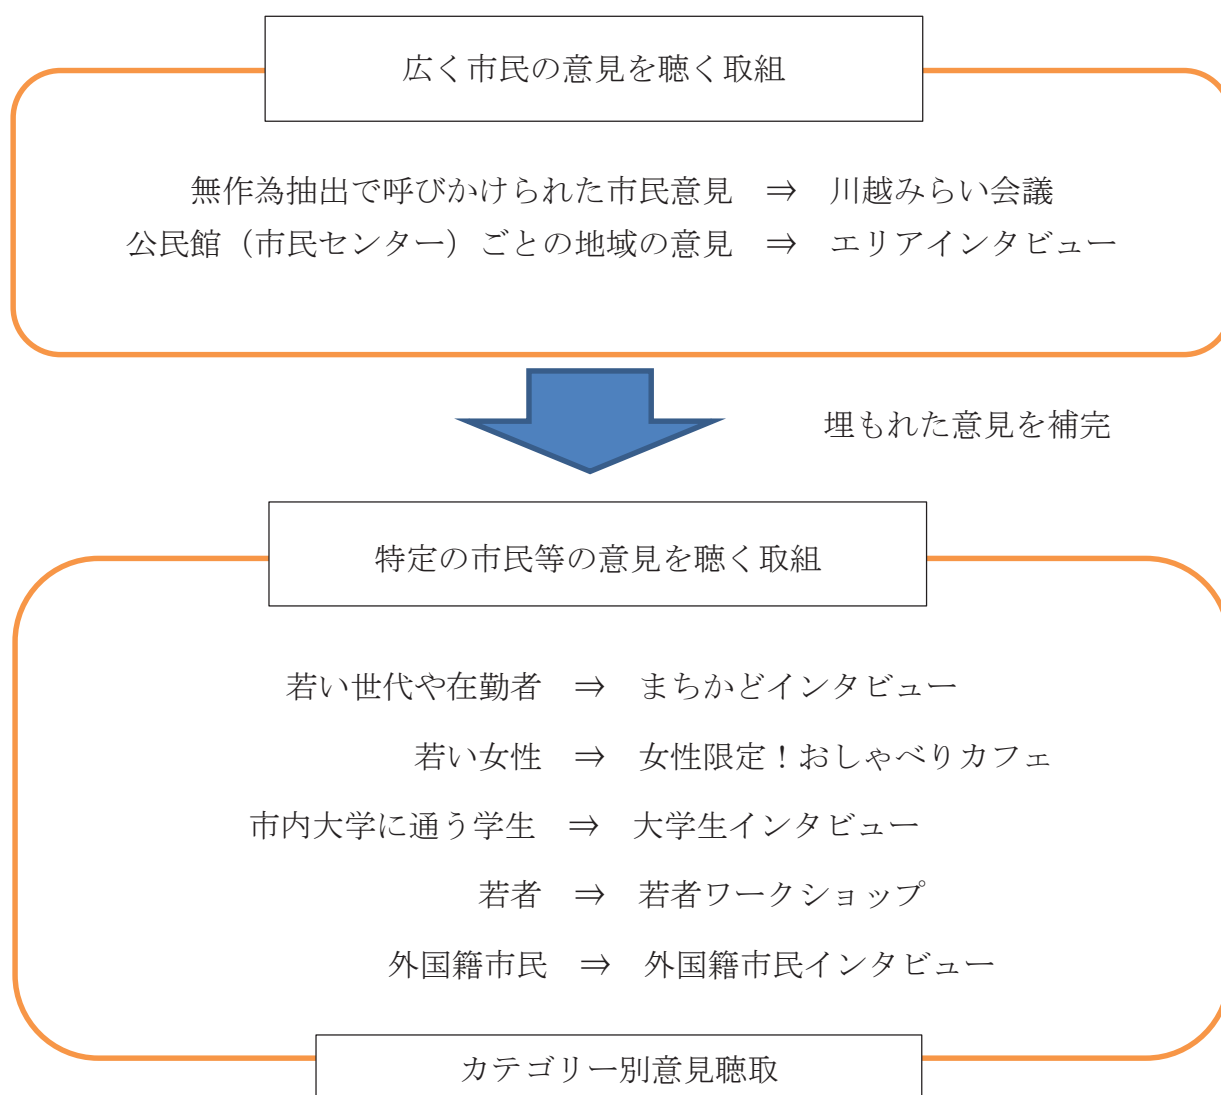 広く市民の意見を聴く取組
無作為抽出で呼びかけられた市民意見 ⇒ 川越みらい会議
公民館（市民センター）ごとの地域の意見 ⇒ エリアインタビュー
埋もれた意見を補完
特定の市民等の意見を聴く取組
若い世代や在勤者 ⇒ まちかどインタビュー
若い女性 ⇒ 女性限定！おしゃべりカフェ
市内大学に通う学生 ⇒ 大学生インタビュー
若者 ⇒ 若者ワークショップ
外国籍市民 ⇒ 外国籍市民インタビュー
カテゴリー別意見聴取